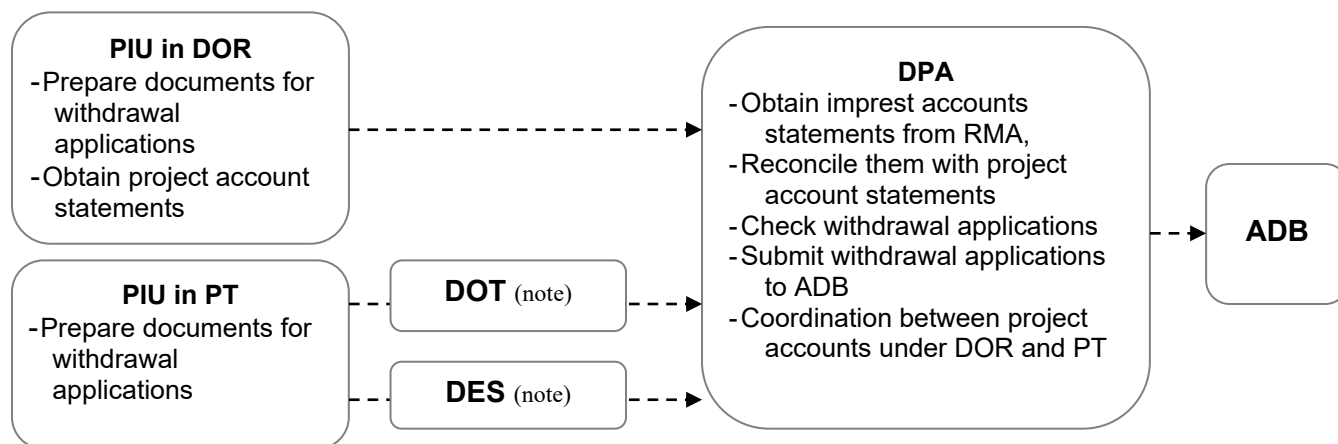 PIU in DOR
-Prepare documents for
withdrawal
applications
-Obtain project account
statements
PIU in PT
-Prepare documents for
withdrawal
applications
DOT (note)
DES (note)
DPA
-Obtain imprest accounts
statements from RMA,
-Reconcile them with project
account statements
-Check withdrawal applications
-Submit withdrawal applications
to ADB
-Coordination between project
accounts under DOR and PT
ADB